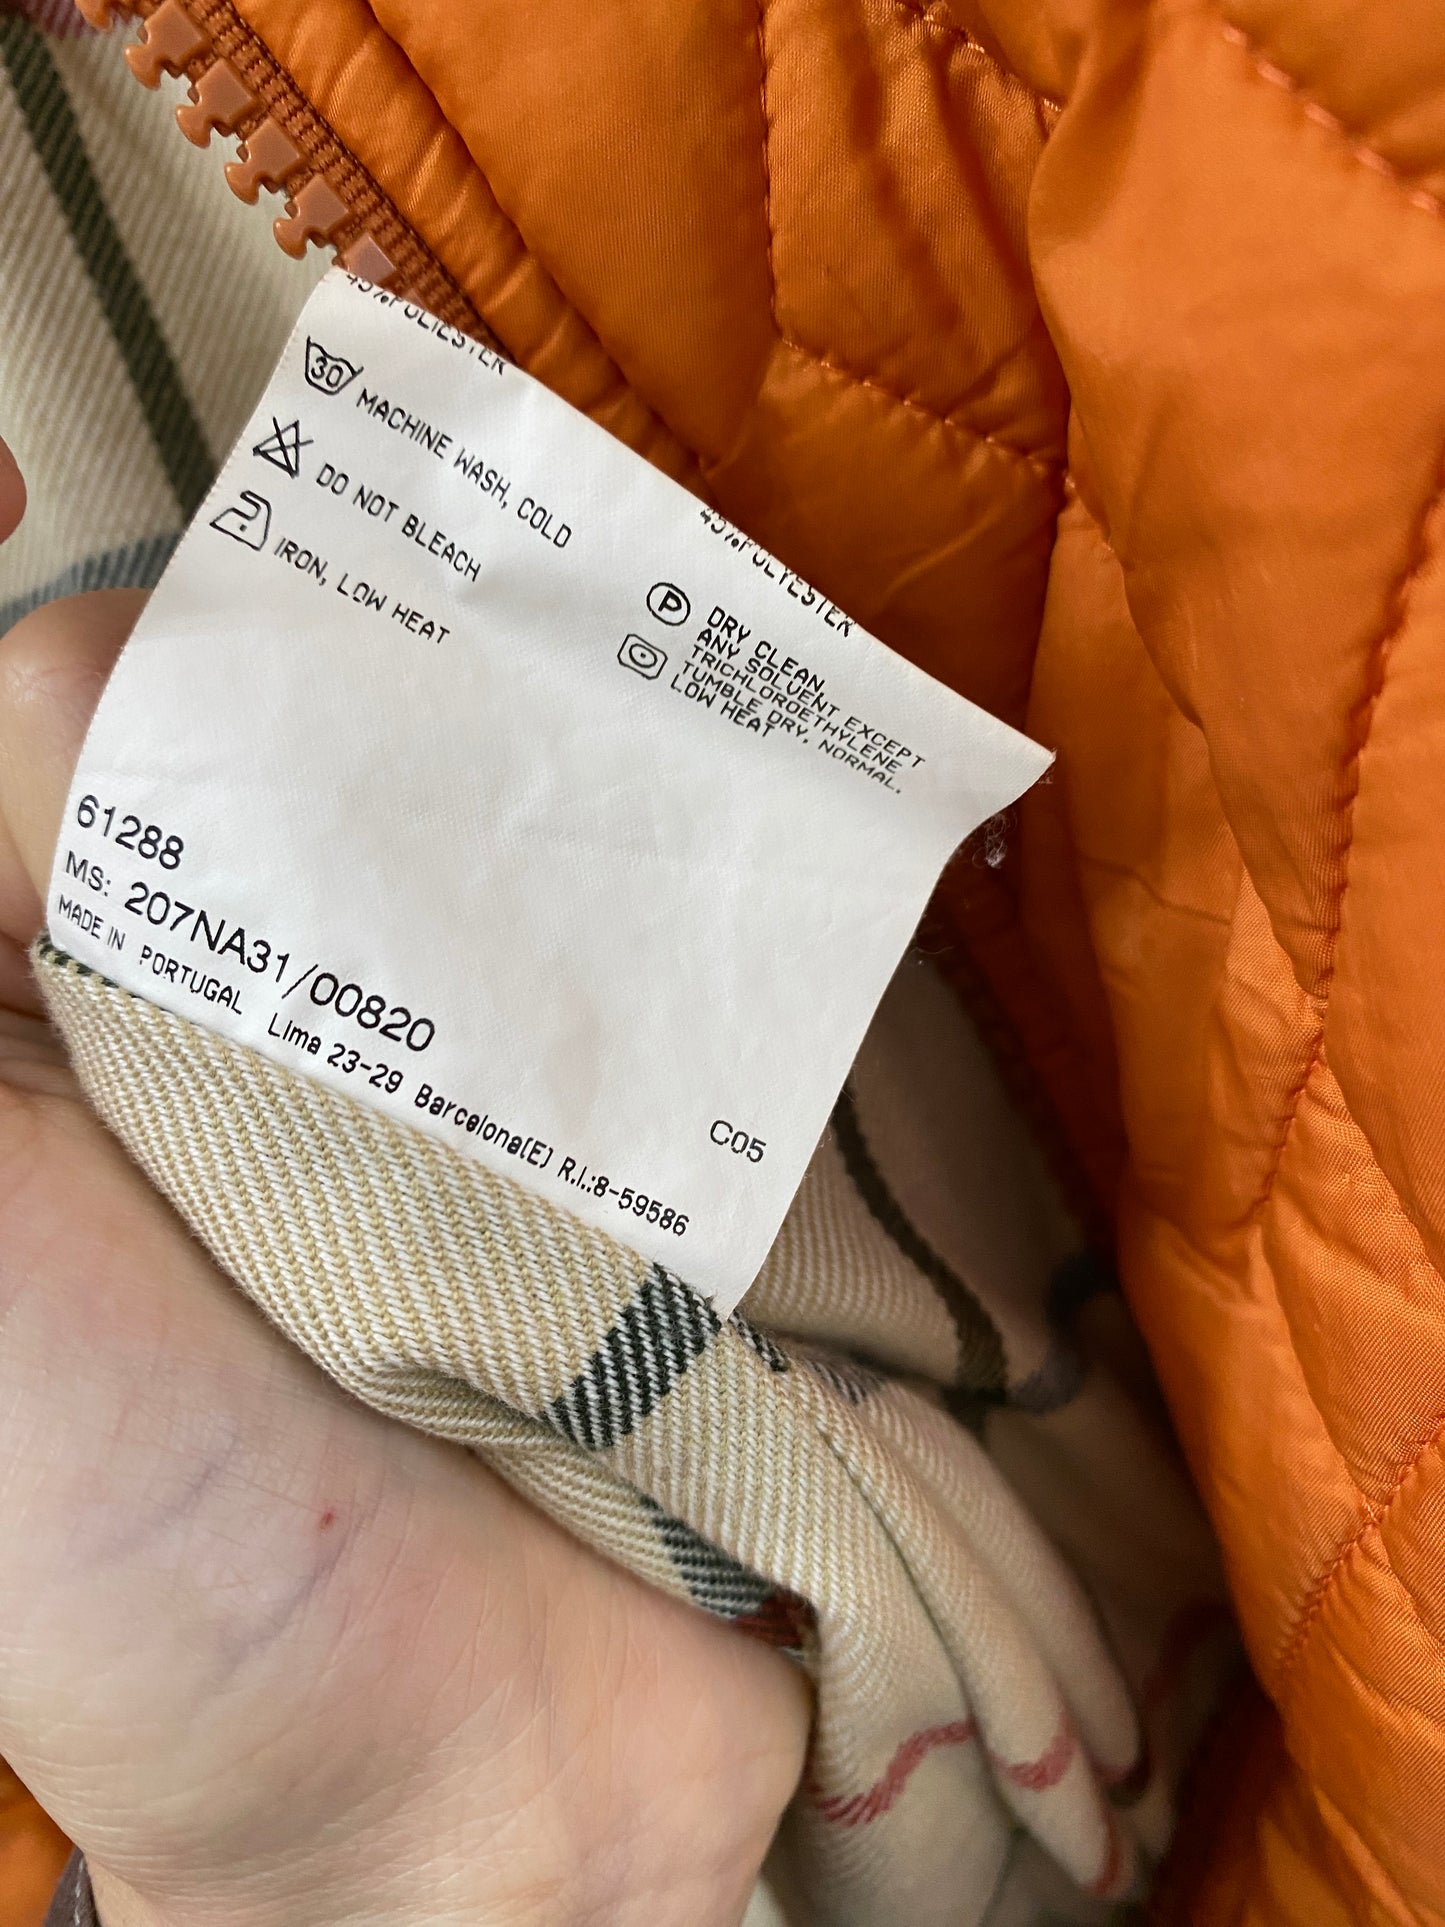 45%POLYESTER
30
MACHINE WASH, COLD
DO NOT BLEACH
IRON, LOW HEAT
45%POLYESTER
P
DRY CLEAN,
ANY SOLVENT EXCEPT
TRICHLOROETHYLENE
TUMBLE DRY, NORMAL,
LOW HEAT
61288
MS: 207NA31/00820
MADE IN PORTUGAL Lima 23-29 Barcelona(E) R.I.:8-59586
C05